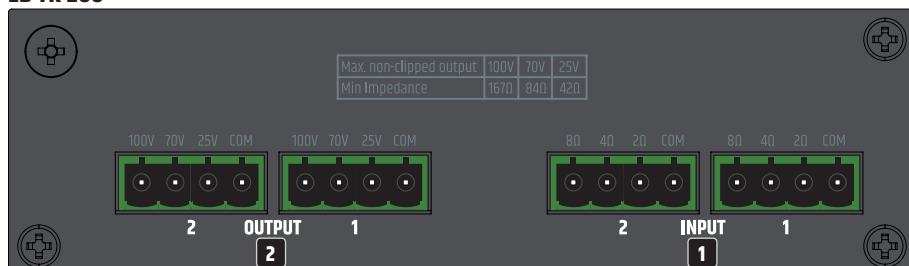 Max. non-clipped output 100V 70V 25V
Min Impedance 167Ω 84Ω 42Ω
100V 70V 25V COM 100V 70V 25V COM 8Ω 4Ω 2Ω COM 8Ω 4Ω 2Ω COM
2 OUTPUT 1 2 INPUT 1
2 1